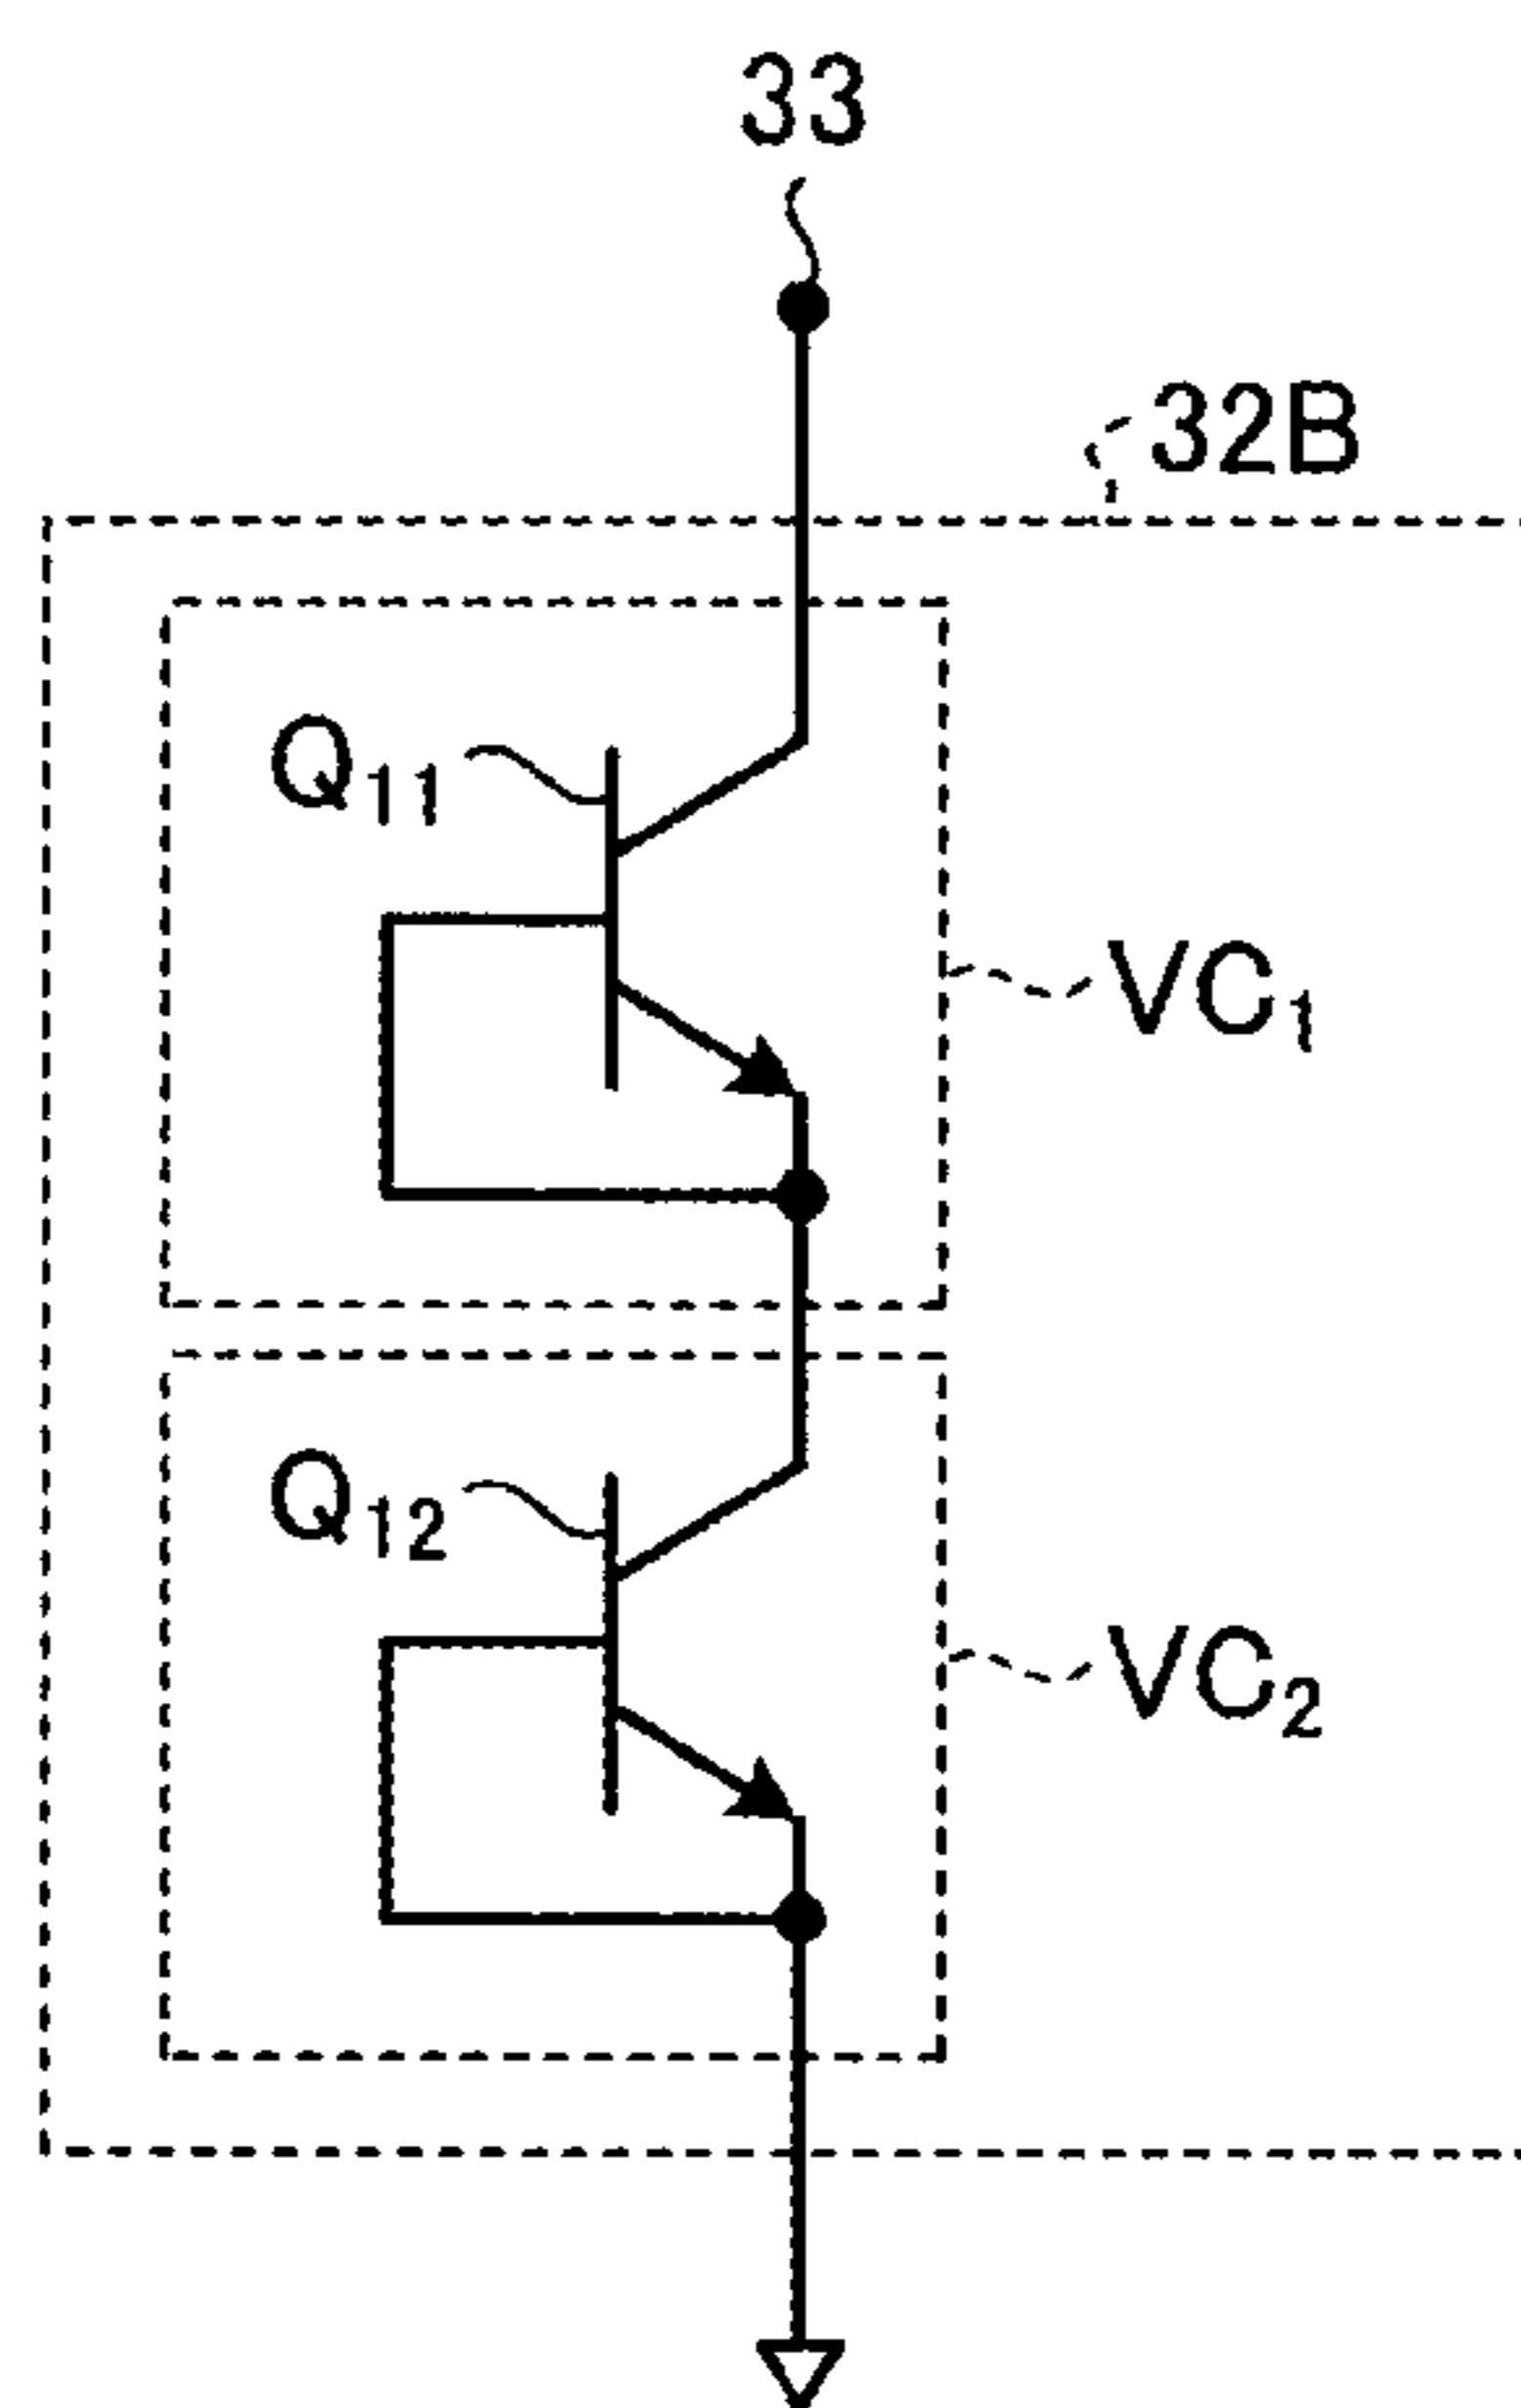 33
32B
Q₁₁
VC₁
Q₁₂
VC₂